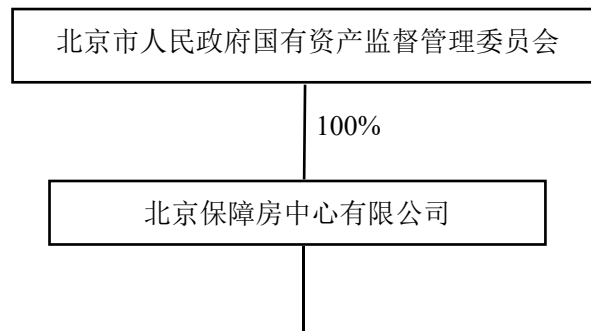 北京市人民政府国有资产监督管理委员会
100%
北京保障房中心有限公司